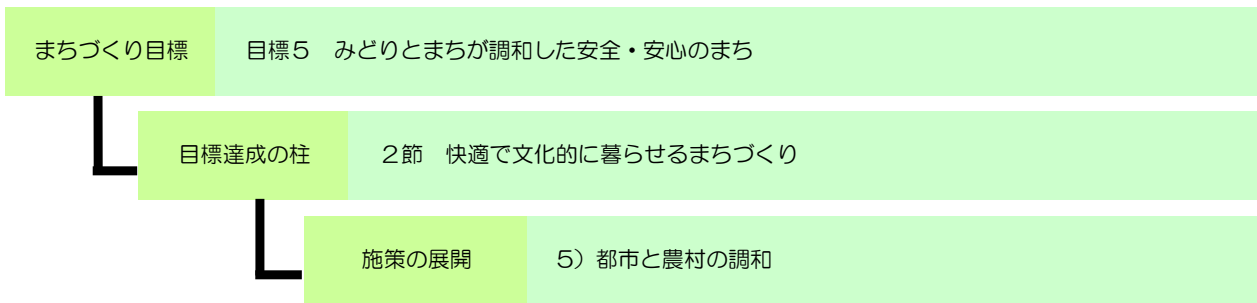 まちづくり目標　目標５　みどりとまちが調和した安全・安心のまち
目標達成の柱　２節　快適で文化的に暮らせるまちづくり
施策の展開　５）都市と農村の調和